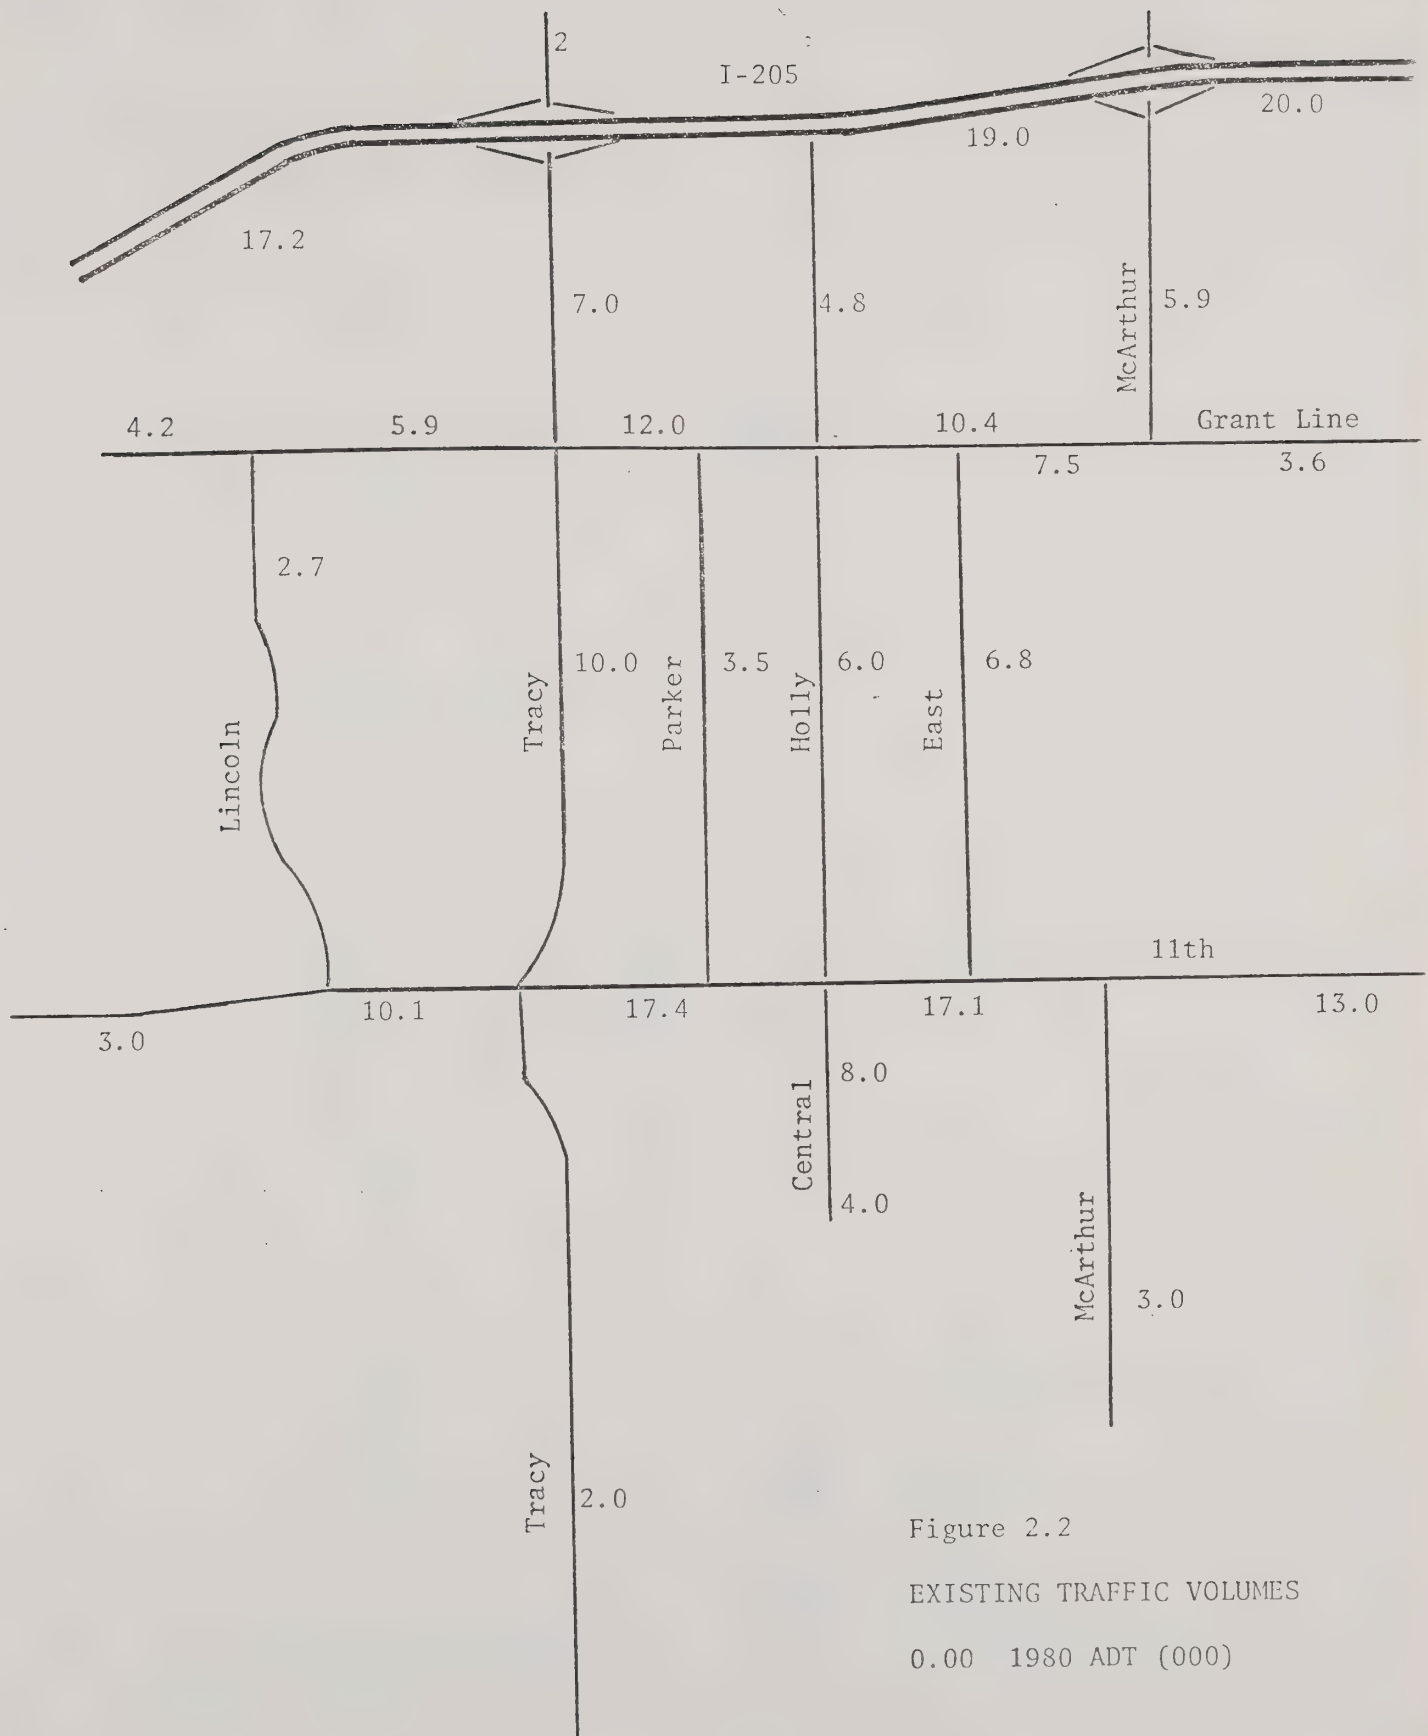 2
I-205
20.0
19.0
17.2
7.0
4.8
McArthur
5.9
4.2
5.9
12.0
10.4
Grant Line
7.5
3.6
2.7
Lincoln
Tracy
10.0
Parker
3.5
Holly
6.0
East
6.8
11th
3.0
10.1
17.4
17.1
13.0
Central
8.0
4.0
McArthur
3.0
Tracy
2.0
Figure 2.2
EXISTING TRAFFIC VOLUMES
0.00 1980 ADT (000)